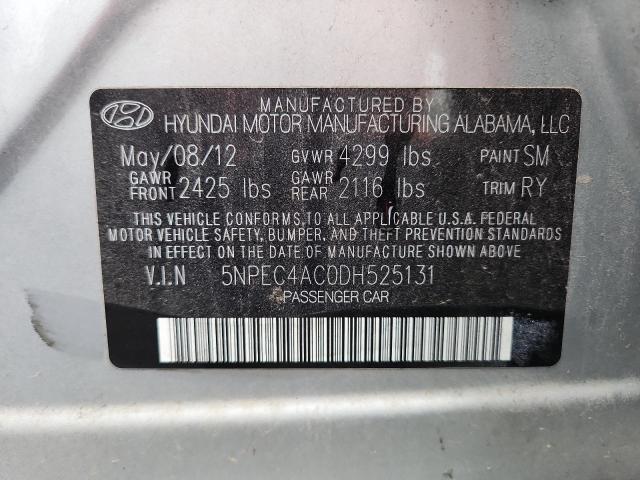 MANUFACTURED BY
HYUNDAI MOTOR MANUFACTURING ALABAMA, LLC
May/08/12 GVWR 4299 lbs PAINT SM
GAWR FRONT 2425 lbs GAWR REAR 2116 lbs TRIM RY
THIS VEHICLE CONFORMS TO ALL APPLICABLE U.S.A. FEDERAL
MOTOR VEHICLE SAFETY, BUMPER, AND THEFT PREVENTION STANDARDS
IN EFFECT ON THE DATE OF MANUFACTURE SHOWN ABOVE
V.I.N 5NPEC4AC0DH525131
PASSENGER CAR